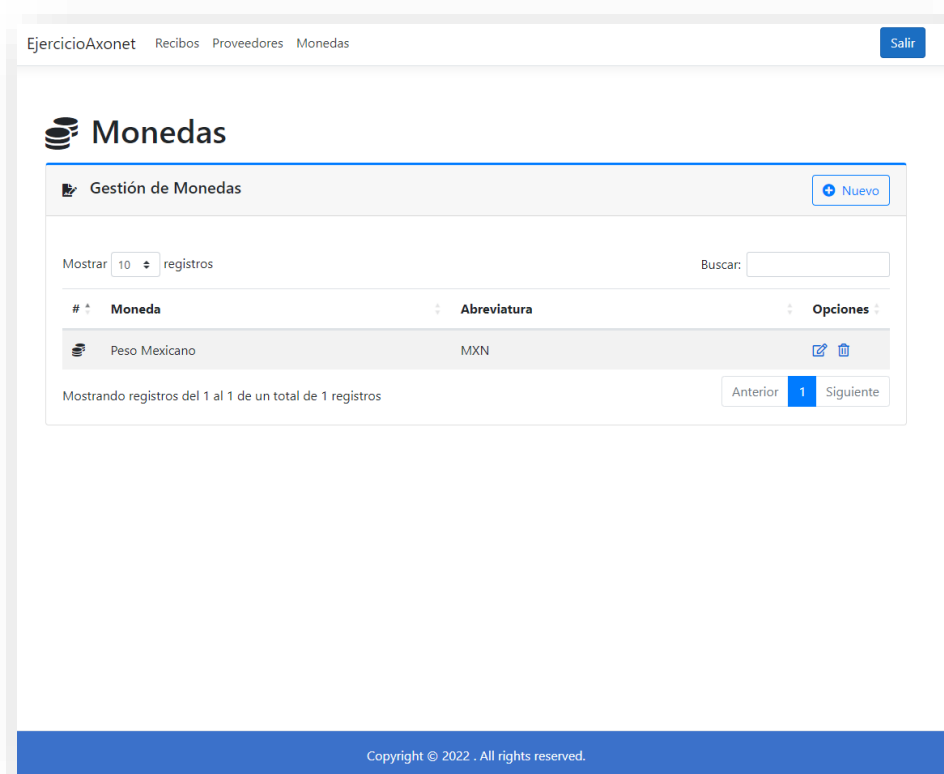 EjercicioAxonet Recibos Proveedores Monedas Salir
Monedas
Gestión de Monedas Nuevo
Mostrar 10 registros Buscar:
# Moneda Abreviatura Opciones
Peso Mexicano MXN
Mostrando registros del 1 al 1 de un total de 1 registros Anterior 1 Siguiente
Copyright © 2022 . All rights reserved.